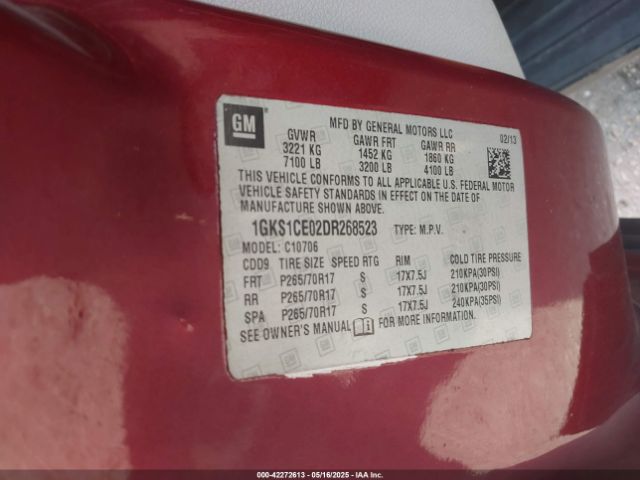 GM
MFD BY GENERAL MOTORS LLC
02/13
GVWR GAWR FRT GAWR RR
3221 KG 1452 KG 1860 KG
7100 LB 3200 LB 4100 LB
THIS VEHICLE CONFORMS TO ALL APPLICABLE U.S. FEDERAL MOTOR
VEHICLE SAFETY STANDARDS IN EFFECT ON THE DATE OF
MANUFACTURE SHOWN ABOVE.
1GKS1CE02DR268523 TYPE: M.P.V.
MODEL: C10706
CDD9 TIRE SIZE SPEED RTG RIM COLD TIRE PRESSURE
FRT P265/70R17 S 17X7.5J 210KPA(30PSI)
RR P265/70R17 S 17X7.5J 210KPA(30PSI)
SPA P265/70R17 S 17X7.5J 240KPA(35PSI)
SEE OWNER'S MANUAL FOR MORE INFORMATION.
000-42272613 - 05/16/2025 - IAA Inc.